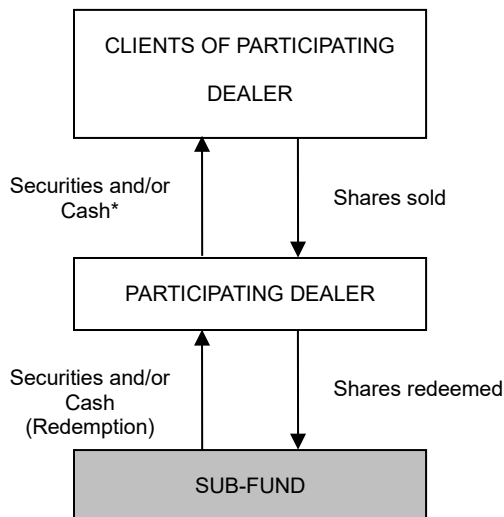 CLIENTS OF PARTICIPATING
DEALER
Securities and/or
Cash*
Shares sold
PARTICIPATING DEALER
Securities and/or
Cash
(Redemption)
Shares redeemed
SUB-FUND